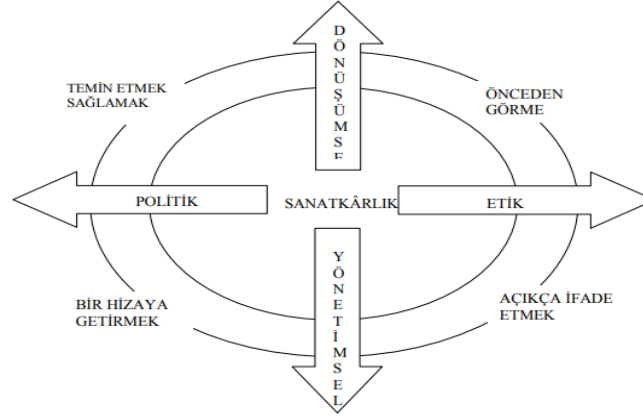 DÖNÜŞÜMSE
TEMİN ETMEK
SAĞLAMAK
ÖNCEDEN
GÖRME
POLİTİK
SANATKÂRLIK
ETİK
YÖNETİMSEL
BİR HİZAYA
GETİRMEK
AÇIKÇA İFADE
ETMEK